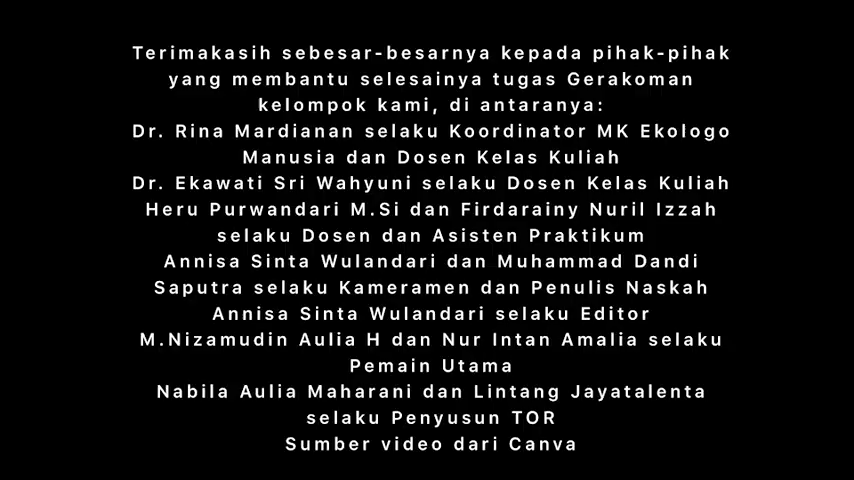 Terimakasih sebesar-besarnya kepada pihak-pihak
yang membantu selesainya tugas Gerakoman
kelompok kami, di antaranya:
Dr. Rina Mardianan selaku Koordinator MK Ekologo
Manusia dan Dosen Kelas Kuliah
Dr. Ekawati Sri Wahyuni selaku Dosen Kelas Kuliah
Heru Purwandari M.Si dan Firdarainy Nuril Izzah
selaku Dosen dan Asisten Praktikum
Annisa Sinta Wulandari dan Muhammad Dandi
Saputra selaku Kameramen dan Penulis Naskah
Annisa Sinta Wulandari selaku Editor
M.Nizamudin Aulia H dan Nur Intan Amalia selaku
Pemain Utama
Nabila Aulia Maharani dan Lintang Jayatalenta
selaku Penyusun TOR
Sumber video dari Canva